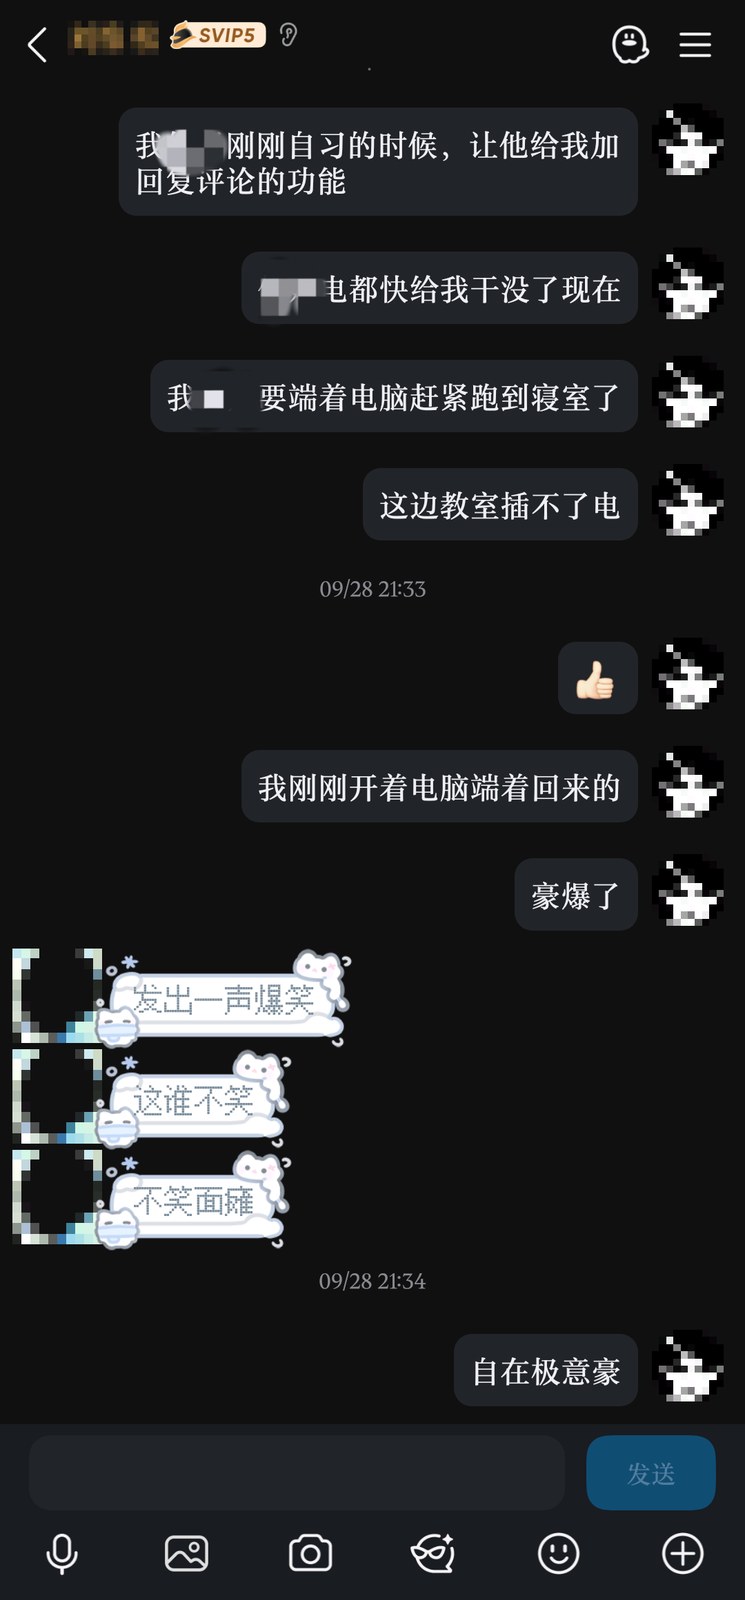 SVIP5
我 刚刚自习的时候，让他给我加
回复评论的功能
电都快给我干没了现在
我 要端着电脑赶紧跑到寝室了
这边教室插不了电
09/28 21:33
👍🏻
我刚刚开着电脑端着回来的
豪爆了
发出一声爆笑
这谁不笑
不笑面瘫
09/28 21:34
自在极意豪
发送